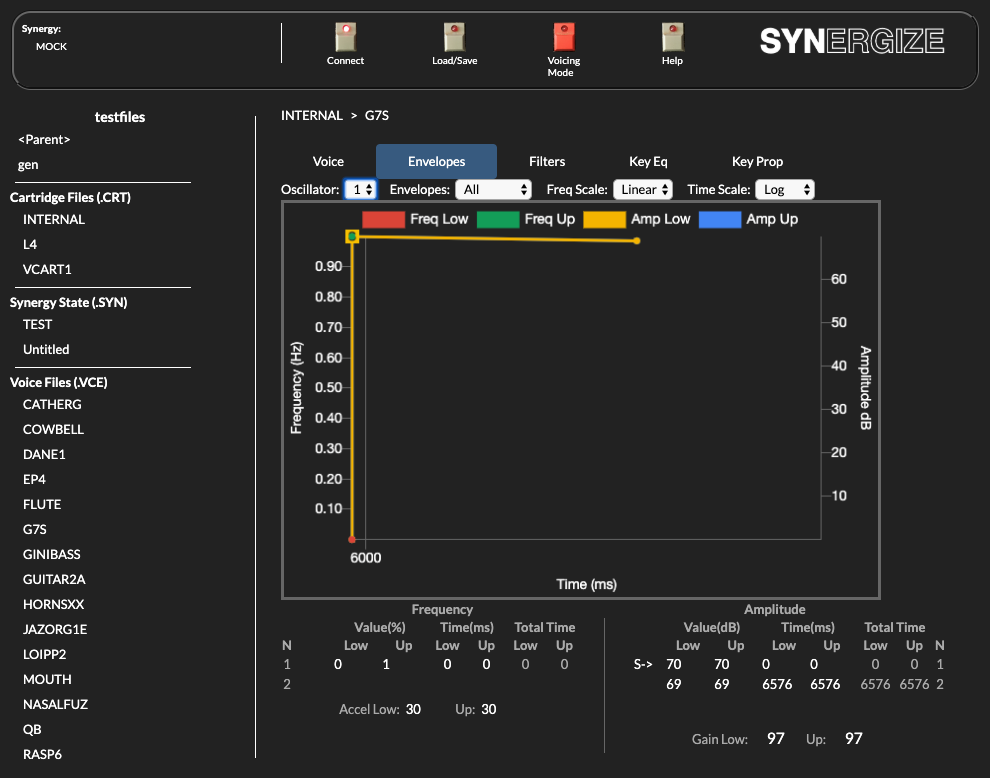 Synergy:
MOCK
Connect
Load/Save
Voicing
Mode
Help
SYNERGIZE
testfiles
<Parent>
gen
Cartridge Files (.CRT)
INTERNAL
L4
VCART1
Synergy State (.SYN)
TEST
Untitled
Voice Files (.VCE)
CATHERG
COWBELL
DANE1
EP4
FLUTE
G7S
GINIBASS
GUITAR2A
HORNSXX
JAZORG1E
LOIPP2
MOUTH
NASALFUZ
QB
RASP6
INTERNAL > G7S
Voice Envelopes Filters Key Eq Key Prop
Oscillator: 1 Envelopes: All Freq Scale: Linear Time Scale: Log
Freq Low Freq Up Amp Low Amp Up
0.90
0.80
0.70
0.60
0.50
0.40
0.30
0.20
0.10
Frequency (Hz)
60
50
40
30
20
10
Amplitude dB
6000
Time (ms)
Frequency
Value(%) Time(ms) Total Time
N Low Up Low Up Low Up
1 0 1 0 0 0 0
2
Accel Low: 30 Up: 30
Amplitude
Value(dB) Time(ms) Total Time
Low Up Low Up Low Up N
S-> 70 70 0 0 0 0 1
69 69 6576 6576 6576 6576 2
Gain Low: 97 Up: 97